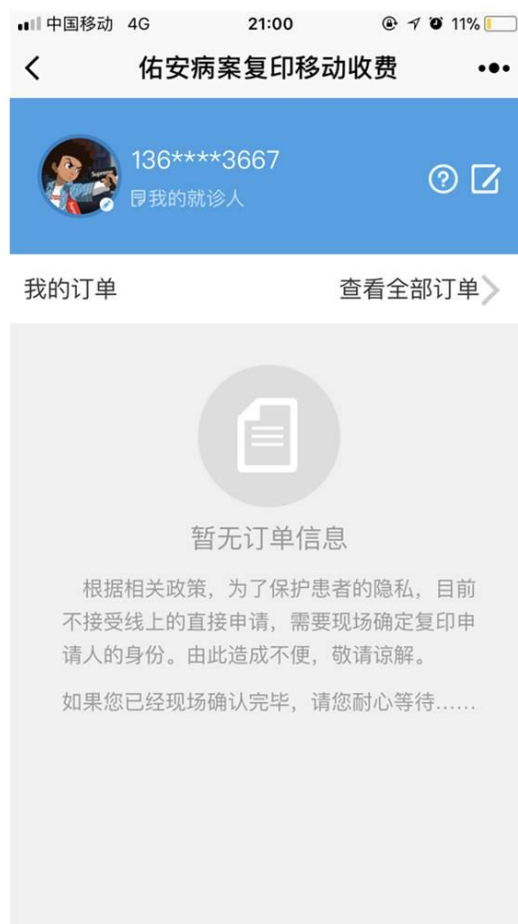 中国移动 4G 21:00 11%
佑安病案复印移动收费
136****3667
我的就诊人
我的订单 查看全部订单
暂无订单信息
根据相关政策，为了保护患者的隐私，目前
不接受线上的直接申请，需要现场确定复印申
请人的身份。由此造成不便，敬请谅解。
如果您已经现场确认完毕，请您耐心等待……